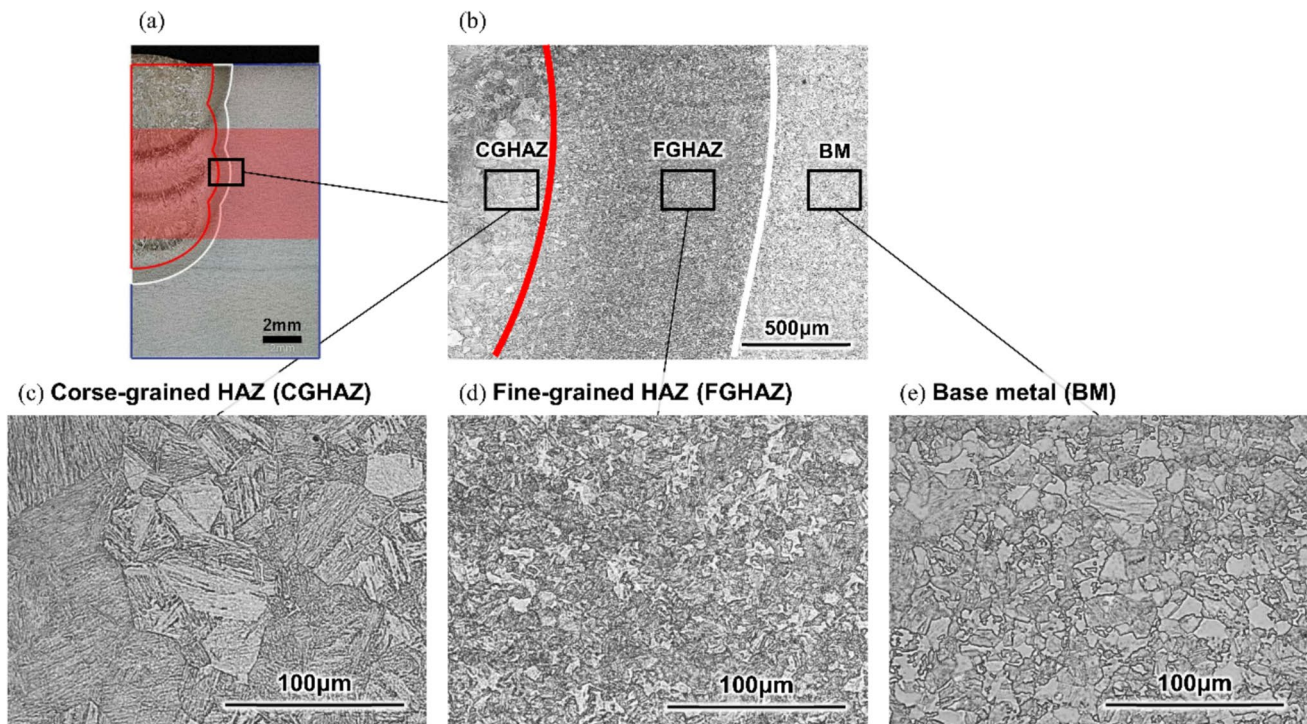 (a)
(b)
CGHAZ
FGHAZ
BM
2mm
2mm
500μm
(c) Corse-grained HAZ (CGHAZ)
(d) Fine-grained HAZ (FGHAZ)
(e) Base metal (BM)
100μm
100μm
100μm